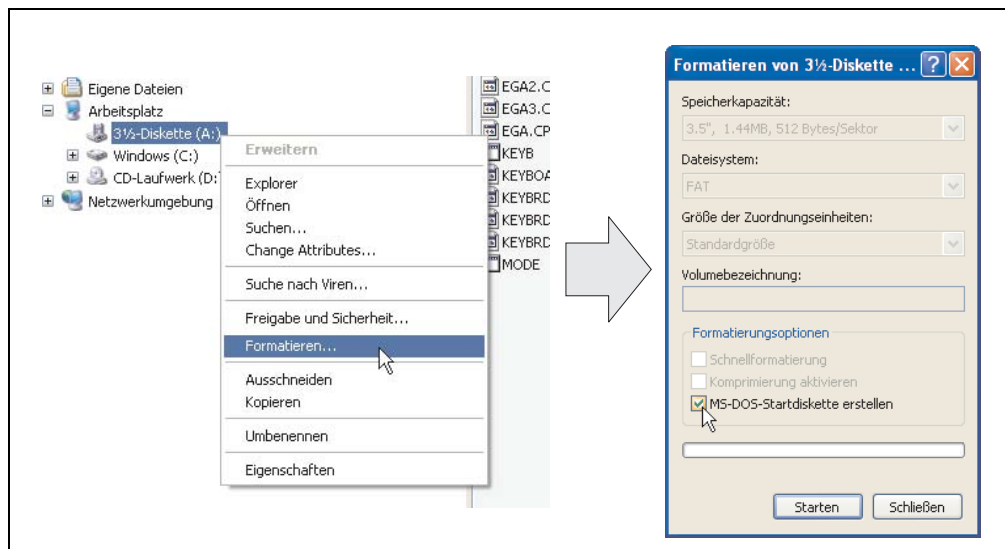 Eigene Dateien
Arbeitsplatz
3½-Diskette (A:)
Windows (C:)
CD-Laufwerk (D:
Netzwerkumgebung
Erweitern
Explorer
Öffnen
Suchen...
Change Attributes...
Suche nach Viren...
Freigabe und Sicherheit...
Formatieren...
Ausschneiden
Kopieren
Umbenennen
Eigenschaften
EGA2.C
EGA3.C
EGA.CP
KEYB
KEYBOA
KEYBRD
KEYBRD
KEYBRD
MODE
Formatieren von 3½-Diskette ...
Speicherkapazität:
3.5", 1.44MB, 512 Bytes/Sektor
Dateisystem:
FAT
Größe der Zuordnungseinheiten:
Standardgröße
Volumebezeichnung:
Formatierungsoptionen
Schnellformatierung
Komprimierung aktivieren
MS-DOS-Startdiskette erstellen
Starten
Schließen